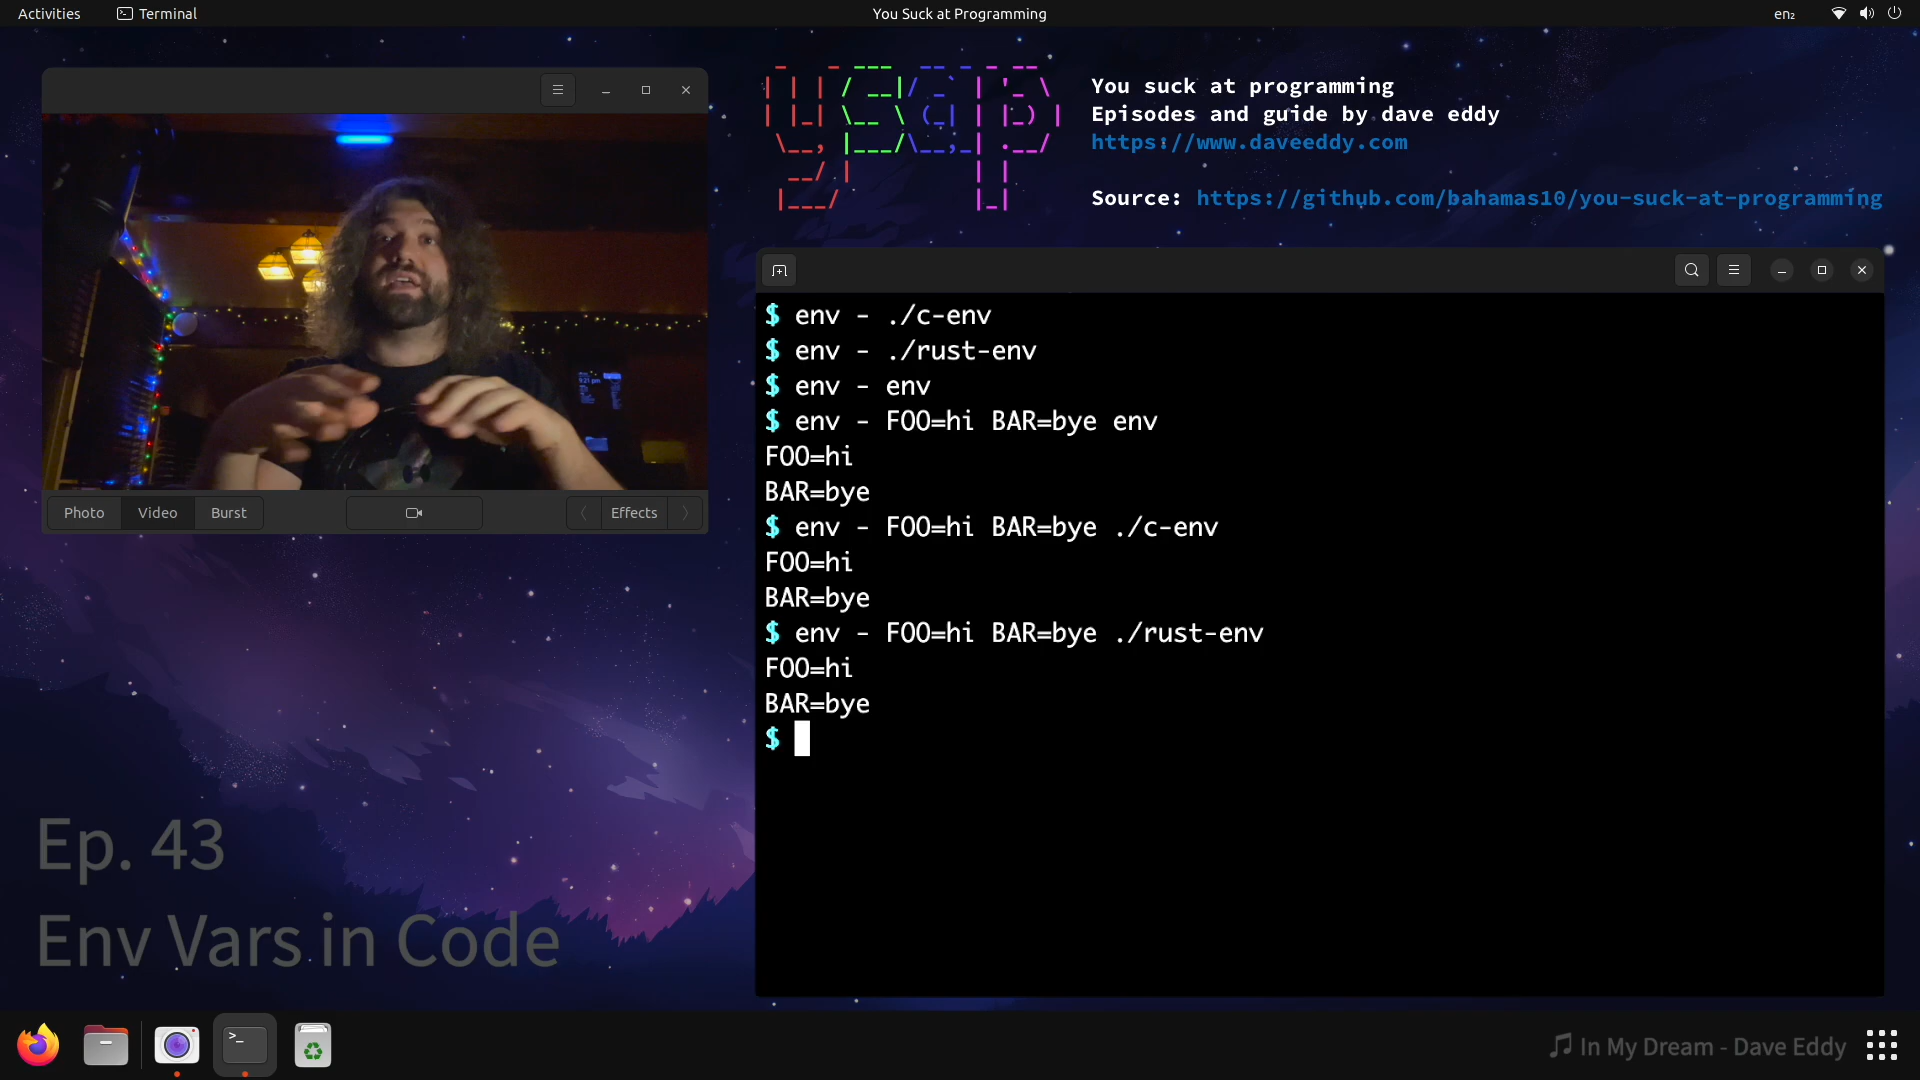 Activities
Terminal
You Suck at Programming
en₂
You suck at programming
Episodes and guide by dave eddy
https://www.daveeddy.com
Source: https://github.com/bahamas10/you-suck-at-programming
$ env - ./c-env
$ env - ./rust-env
$ env - env
$ env - FOO=hi BAR=bye env
FOO=hi
BAR=bye
$ env - FOO=hi BAR=bye ./c-env
FOO=hi
BAR=bye
$ env - FOO=hi BAR=bye ./rust-env
FOO=hi
BAR=bye
$
Photo
Video
Burst
Effects
Ep. 43
Env Vars in Code
In My Dream - Dave Eddy